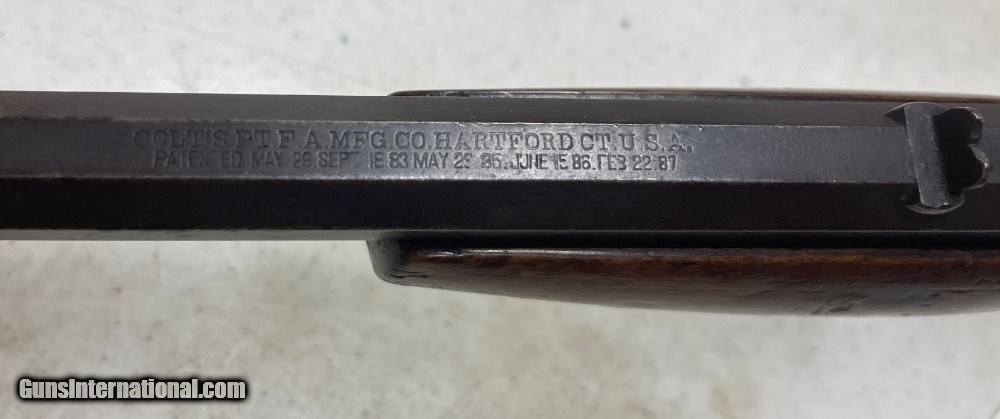 COLT'S PT. F. A. MFG. CO. HARTFORD CT. U.S.A.
PATENTED MAY 29. SEPT 18 83 MAY 26 85. JUNE 15 86. FEB 22. 87
GunsInternational.com